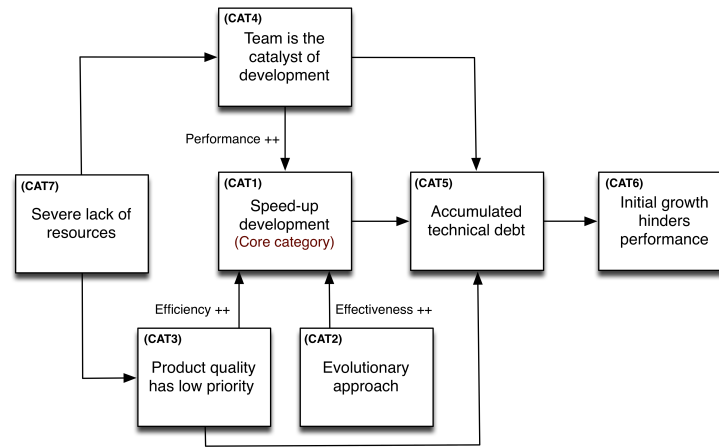 (CAT4)
Team is the
catalyst of
development
Performance ++
(CAT7)
Severe lack of
resources
(CAT1)
Speed-up
development
(Core category)
(CAT5)
Accumulated
technical debt
(CAT6)
Initial growth
hinders
performance
Efficiency ++
Effectiveness ++
(CAT3)
Product quality
has low priority
(CAT2)
Evolutionary
approach